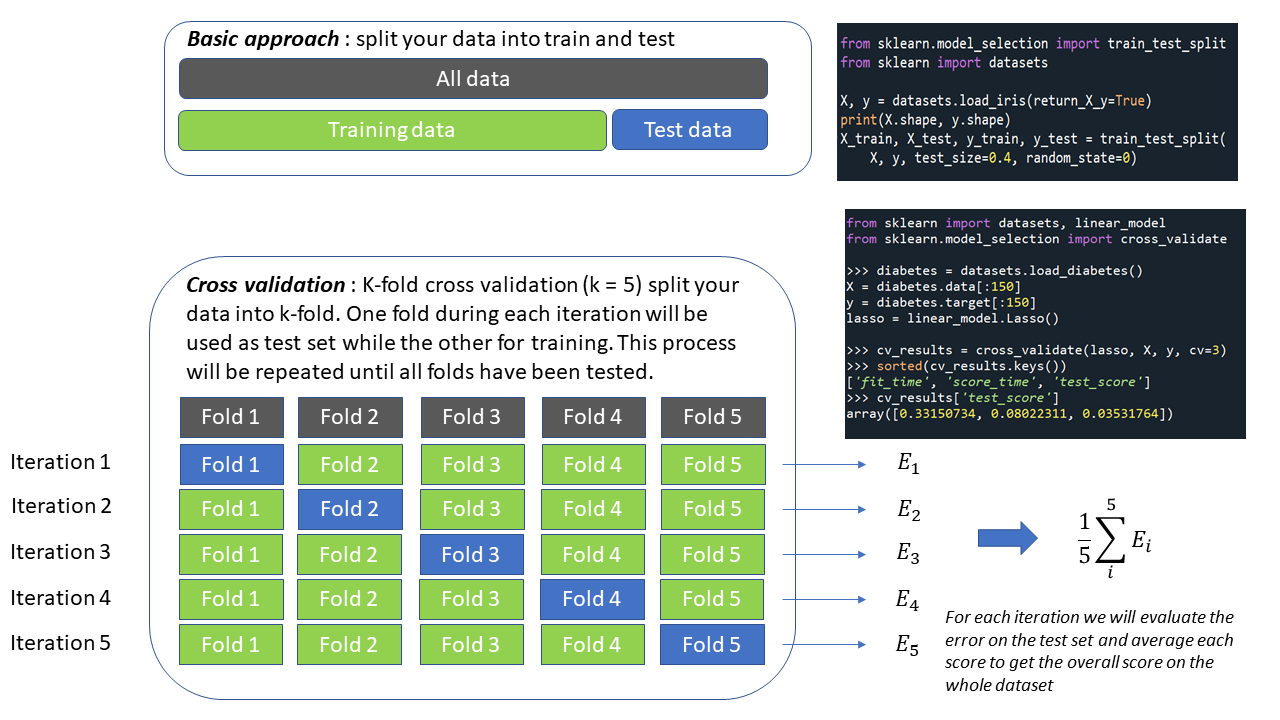 Basic approach : split your data into train and test
All data
Training data
Test data
from sklearn.model_selection import train_test_split
from sklearn import datasets
X, y = datasets.load_iris(return_X_y=True)
print(X.shape, y.shape)
X_train, X_test, y_train, y_test = train_test_split(
X, y, test_size=0.4, random_state=0)
from sklearn import datasets, linear_model
from sklearn.model_selection import cross_validate
>>> diabetes = datasets.load_diabetes()
X = diabetes.data[:150]
y = diabetes.target[:150]
lasso = linear_model.Lasso()
>>> cv_results = cross_validate(lasso, X, y, cv=3)
>>> sorted(cv_results.keys())
['fit_time', 'score_time', 'test_score']
>>> cv_results['test_score']
array([0.33150734, 0.08022311, 0.03531764])
Cross validation : K-fold cross validation (k = 5) split your
data into k-fold. One fold during each iteration will be
used as test set while the other for training. This process
will be repeated until all folds have been tested.
Fold 1 Fold 2 Fold 3 Fold 4 Fold 5
Iteration 1 Fold 1 Fold 2 Fold 3 Fold 4 Fold 5 E₁
Iteration 2 Fold 1 Fold 2 Fold 3 Fold 4 Fold 5 E₂
Iteration 3 Fold 1 Fold 2 Fold 3 Fold 4 Fold 5 E₃
Iteration 4 Fold 1 Fold 2 Fold 3 Fold 4 Fold 5 E₄
Iteration 5 Fold 1 Fold 2 Fold 3 Fold 4 Fold 5 E₅
1/5 ∑ᵢ⁵ Eᵢ
For each iteration we will evaluate the
error on the test set and average each
score to get the overall score on the
whole dataset